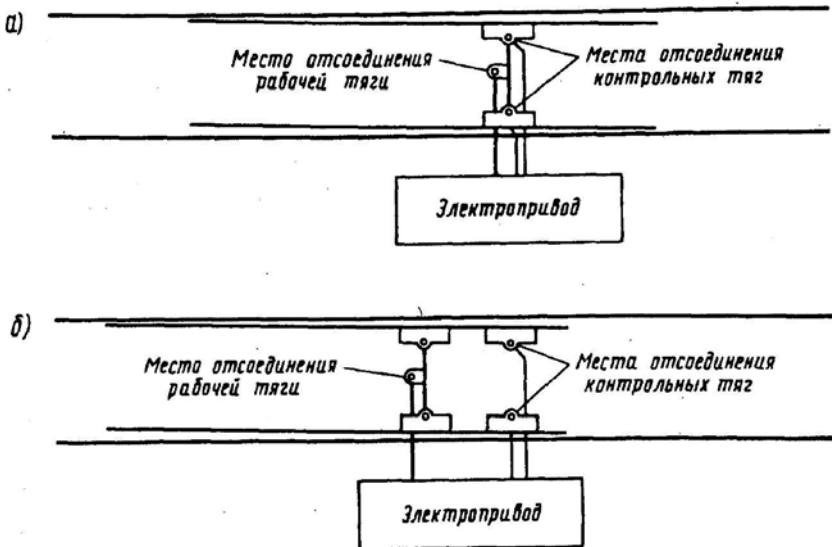 а)
Место отсоединения
рабочей тяги
Места отсоединения
контрольных тяг
Электропривод
б)
Место отсоединения
рабочей тяги
Места отсоединения
контрольных тяг
Электропривод